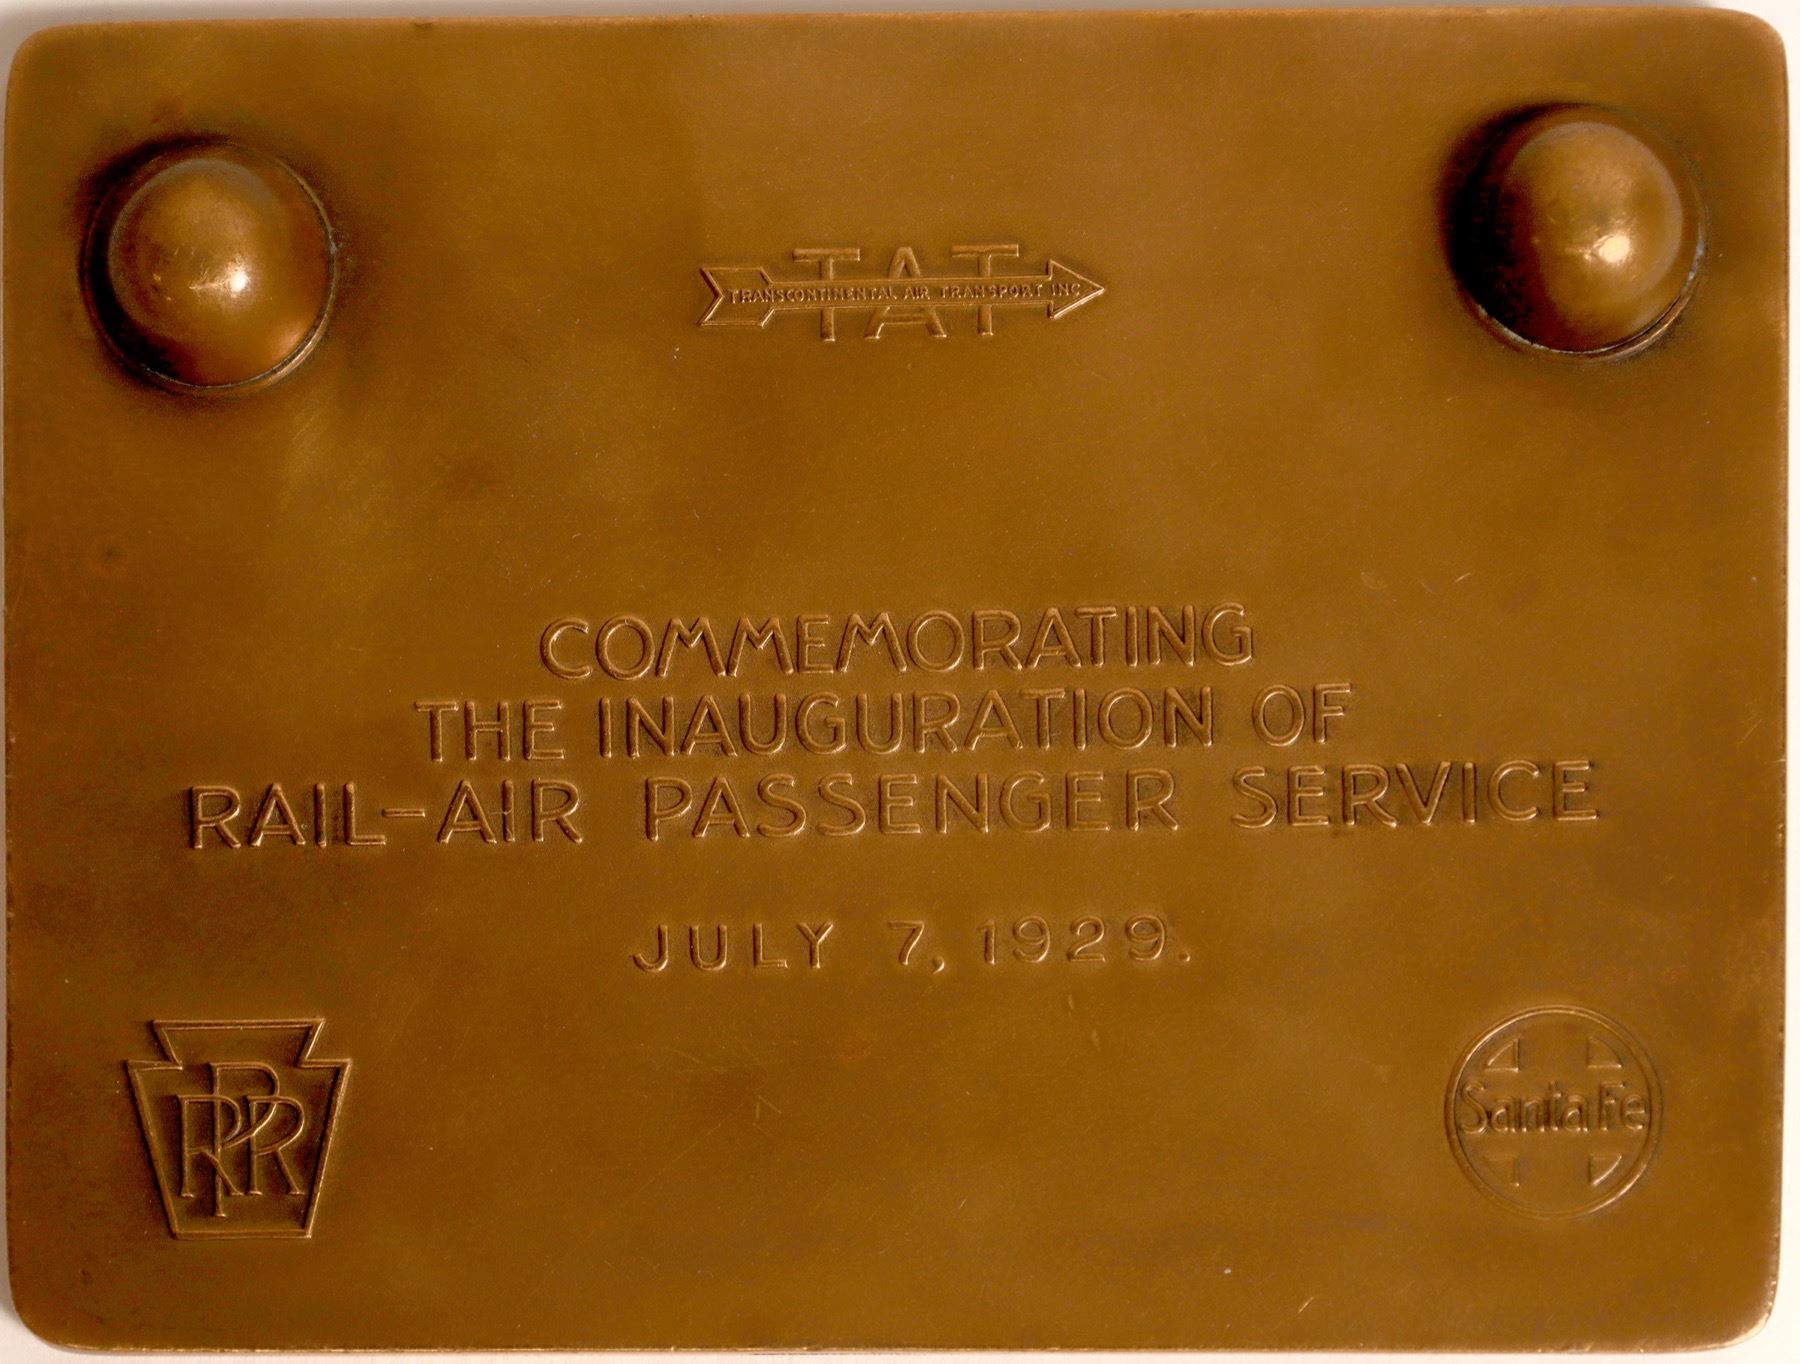 TAT
TRANSCONTINENTAL AIR TRANSPORT INC
COMMEMORATING
THE INAUGURATION OF
RAIL-AIR PASSENGER SERVICE
JULY 7, 1929.
PRR
Santa Fe